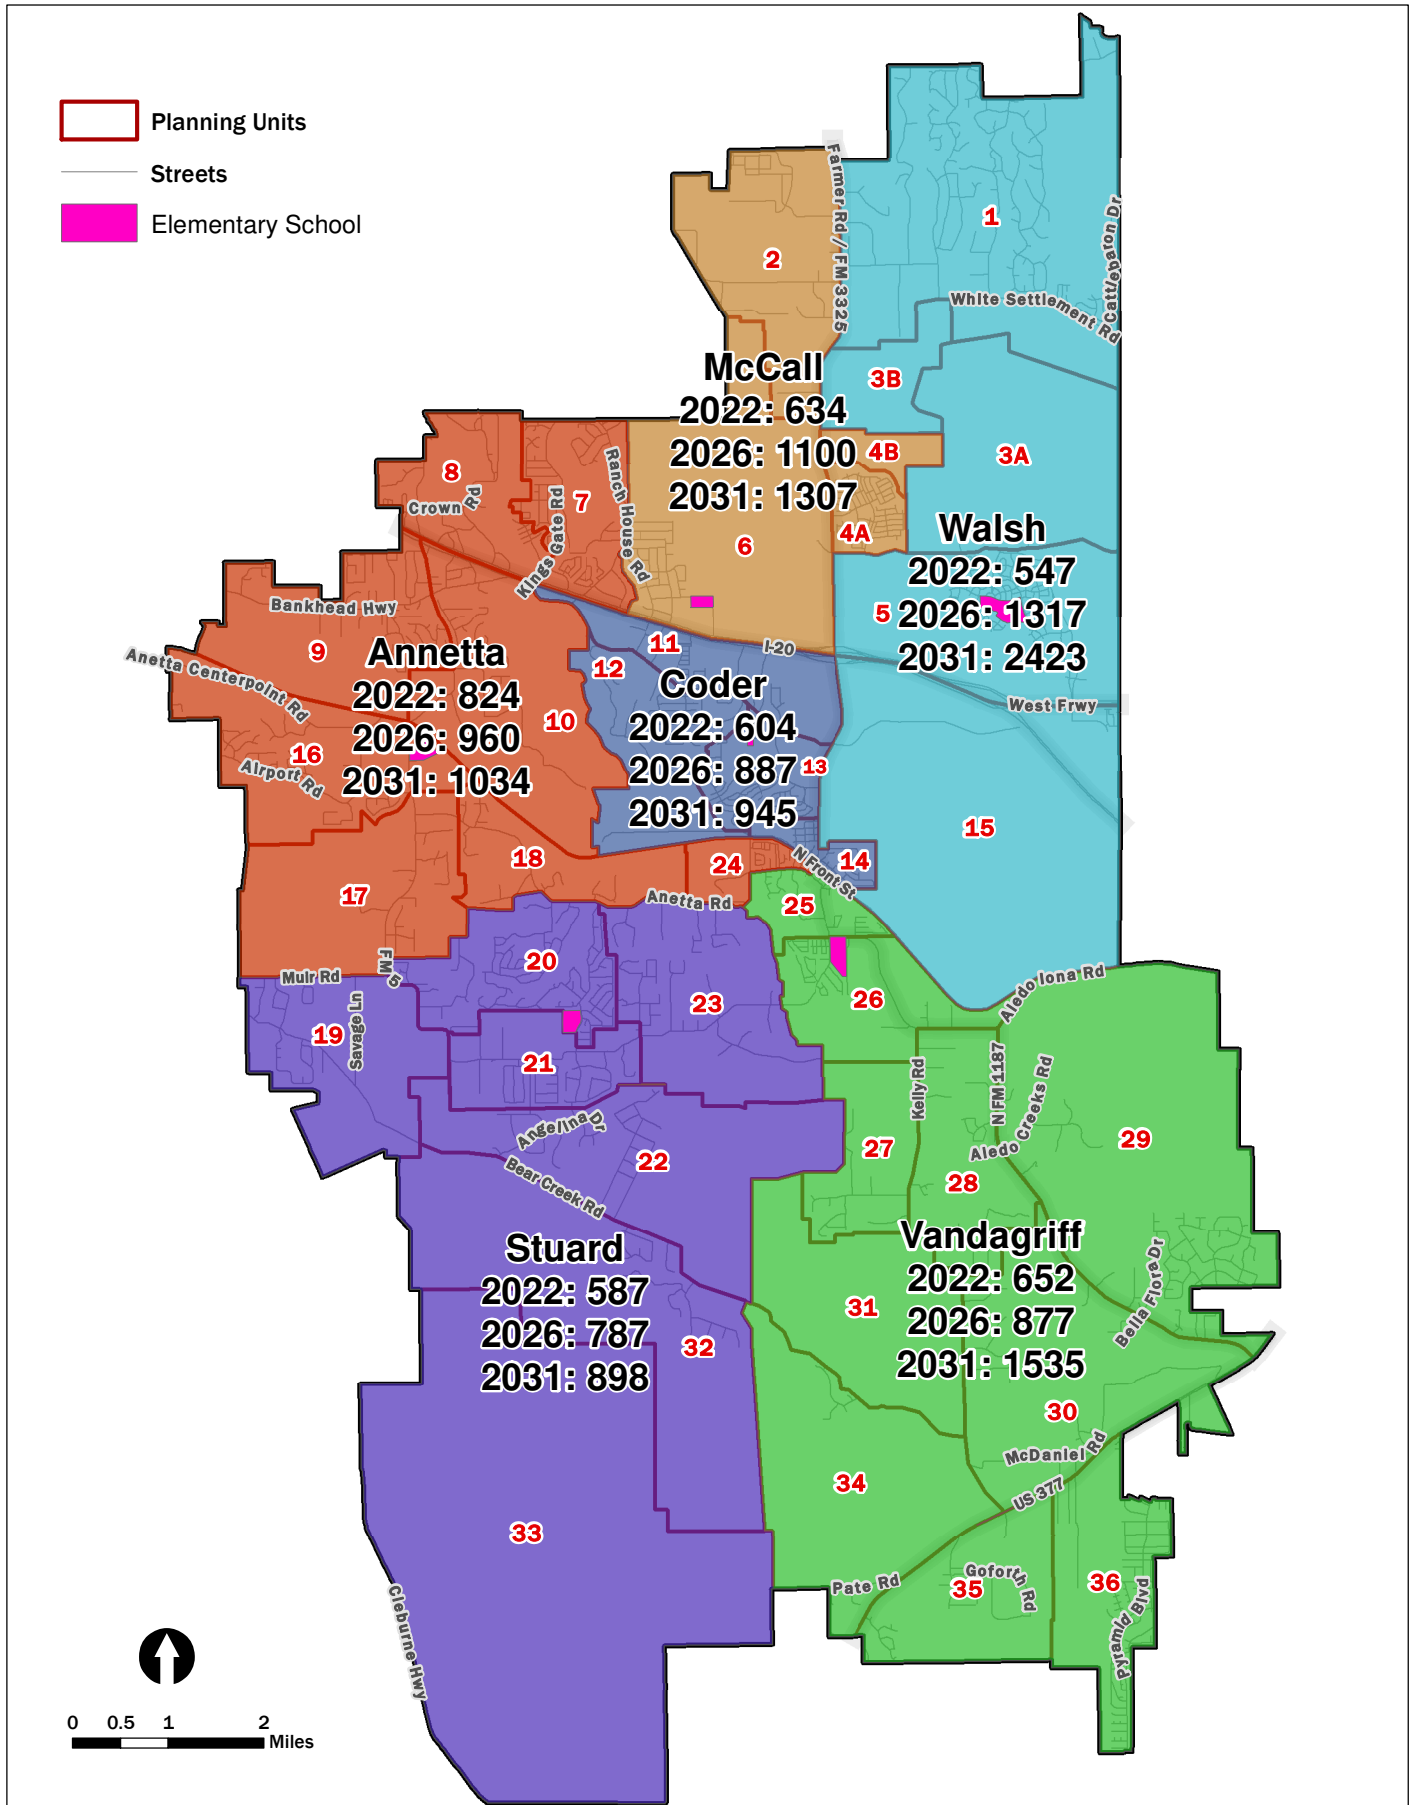 Planning Units
Streets
Elementary School
Farmer Rd / FM 3325
1
Cattlebaron Dr
2
White Settlement Rd
McCall
2022: 634
2026: 1100
2031: 1307
3B
4B
3A
8
Crown Rd
7
Kings Gate Rd
Ranch House Rd
4A
6
Walsh
2022: 547
2026: 1317
2031: 2423
5
Bankhead Hwy
9
Anetta Centerpoint Rd
Annetta
2022: 824
2026: 960
2031: 1034
10
11
I-20
12
Coder
2022: 604
2026: 887
2031: 945
West Frwy
13
16
Airport Rd
15
14
N Front St
18
24
17
Anetta Rd
25
FM 5
Muir Rd
20
23
26
Aledo Iona Rd
19
Savage Ln
21
Kelly Rd
N FM 1187
Aledo Creeks Rd
Angelina Dr
22
27
28
29
Bear Creek Rd
Stuard
2022: 587
2026: 787
2031: 898
Vandagriff
2022: 652
2026: 877
2031: 1535
31
Bella Flora Dr
32
30
McDaniel Rd
34
US 377
33
Pate Rd
35
Goforth Rd
36
Pyramid Blvd
Cleburne Hwy
0 0.5 1 2
Miles